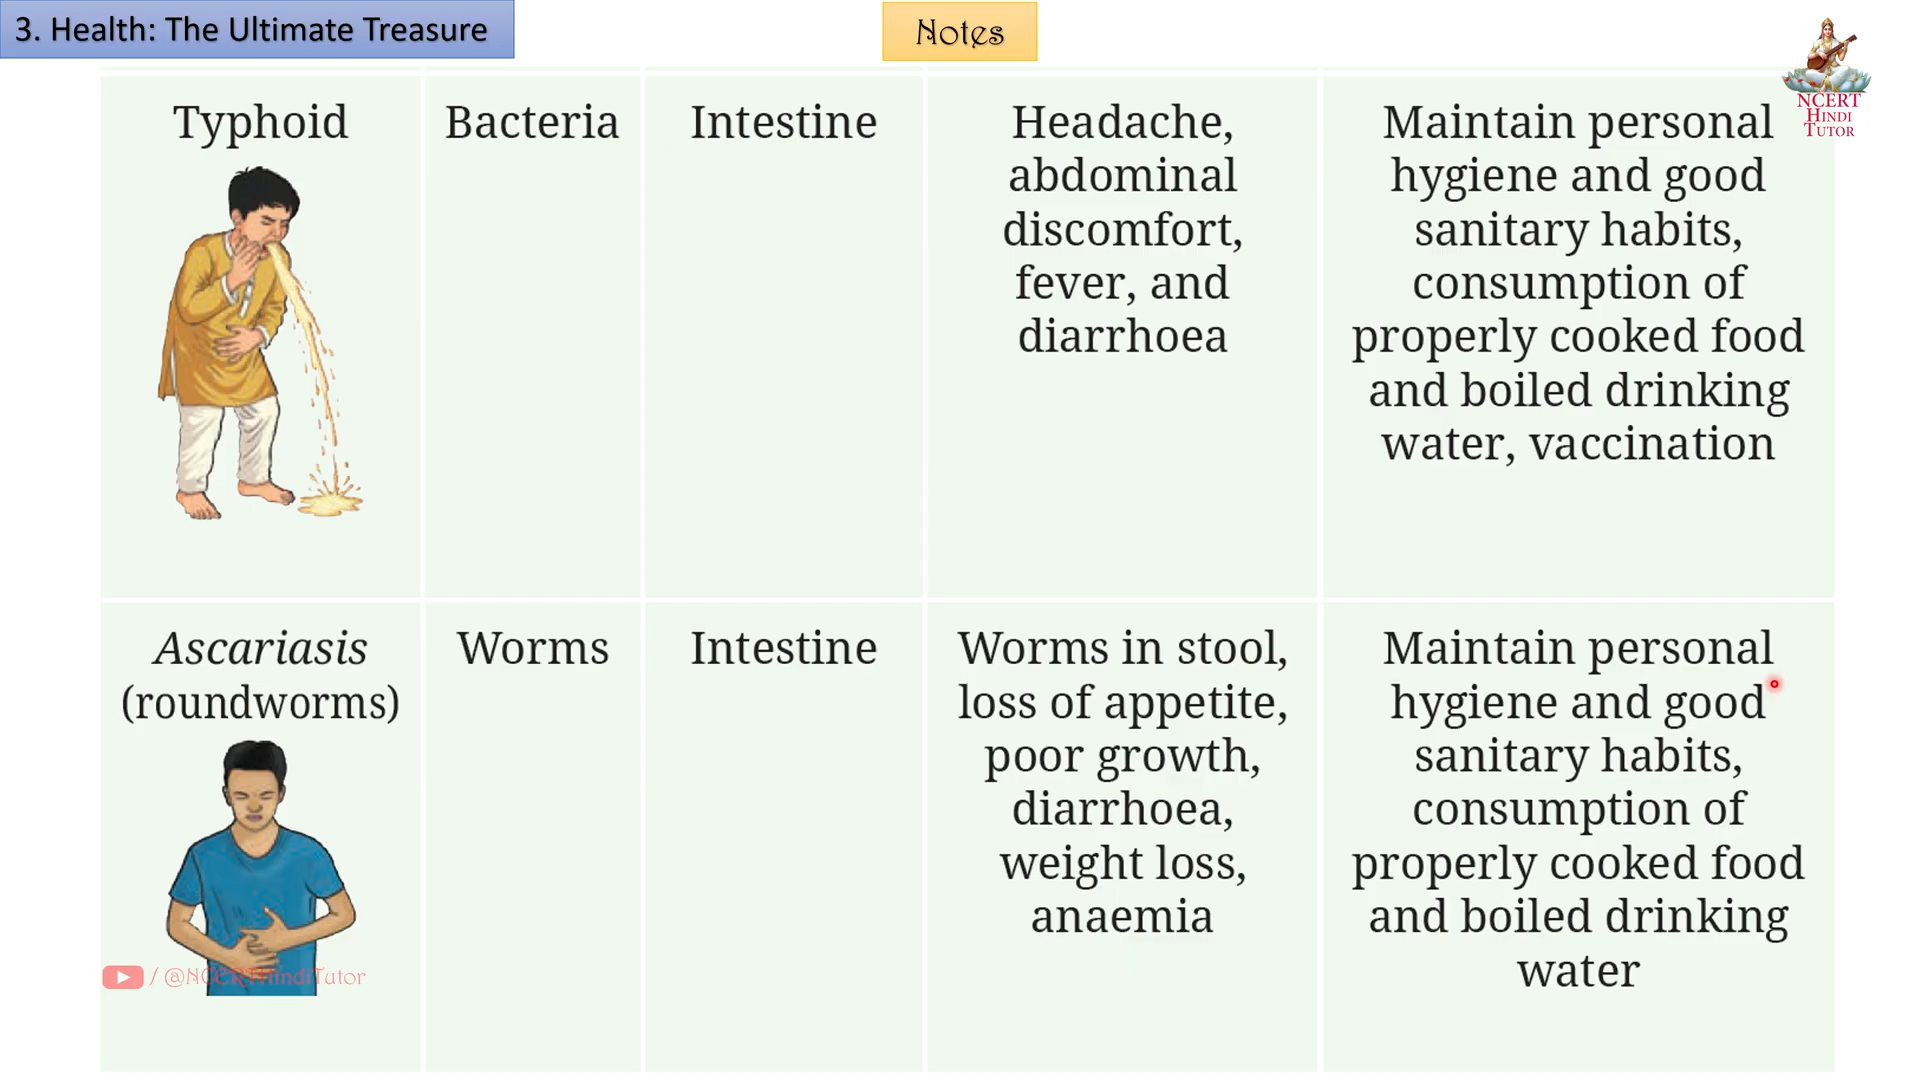 3. Health: The Ultimate Treasure
Notes
NCERT
HINDI
TUTOR
Typhoid
Bacteria
Intestine
Headache,
abdominal
discomfort,
fever, and
diarrhoea
Maintain personal
hygiene and good
sanitary habits,
consumption of
properly cooked food
and boiled drinking
water, vaccination
Ascariasis
(roundworms)
Worms
Intestine
Worms in stool,
loss of appetite,
poor growth,
diarrhoea,
weight loss,
anaemia
Maintain personal
hygiene and good
sanitary habits,
consumption of
properly cooked food
and boiled drinking
water
/ @NCERTHindiTutor